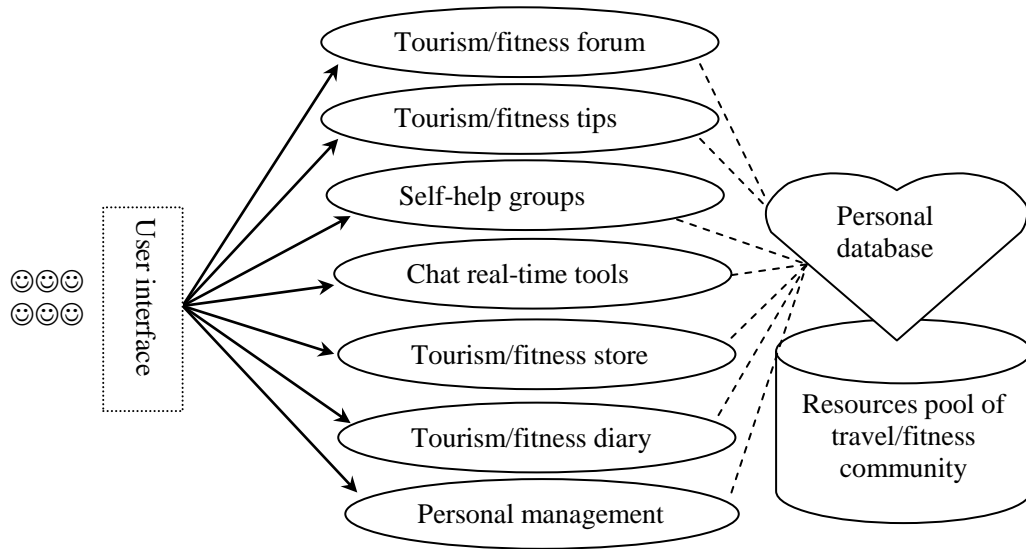 Tourism/fitness forum
Tourism/fitness tips
Self-help groups
Chat real-time tools
Tourism/fitness store
Tourism/fitness diary
Personal management
User interface
Personal
database
Resources pool of
travel/fitness
community